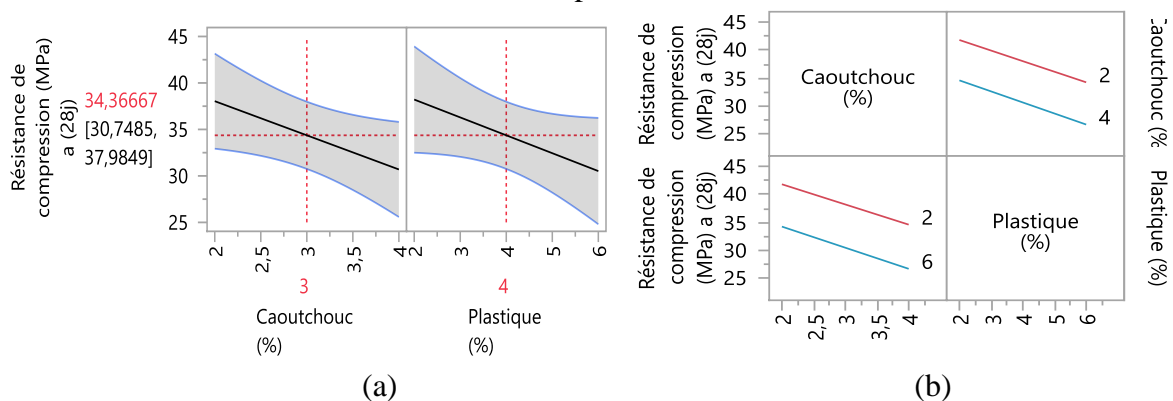 45
40
35
30
25
Résistance de
compression (MPa)
a (28j)
34,36667
[30,7485,
37,9849]
2
2,5
3
3,5
4
3
Caoutchouc
(%)
2
3
4
5
6
4
Plastique
(%)
(a)
45
40
35
30
25
Résistance de
compression
(MPa) a (28j)
Caoutchouc
(%)
2
4
Caoutchouc (%
45
40
35
30
25
Résistance de
compression
(MPa) a (28j)
2
6
Plastique
(%)
Plastique (%)
2
2,5
3
3,5
4
2
3
4
5
6
(b)